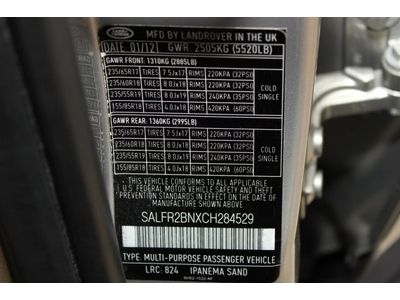 LAND ROVER
MFD BY LANDROVER IN THE UK
DATE 01/12 GWR 2505KG (5520LB)
GAWR FRONT: 1310KG (2885LB)
235/65R17 TIRES 7.5Jx17 RIMS 220KPA (32PSI)
235/60R18 TIRES 8.0Jx18 RIMS 220KPA (32PSI)
235/55R19 TIRES 8.0Jx19 RIMS 240KPA (35PSI)
155/85R18 TIRES 4.0Jx18 RIMS 420KPA (60PSI)
COLD
SINGLE
GAWR REAR: 1360KG (2995LB)
235/65R17 TIRES 7.5Jx17 RIMS 220KPA (32PSI)
235/60R18 TIRES 8.0Jx18 RIMS 220KPA (32PSI)
235/55R19 TIRES 8.0Jx19 RIMS 240KPA (35PSI)
155/85R18 TIRES 4.0Jx18 RIMS 420KPA (60PSI)
COLD
SINGLE
THIS VEHICLE CONFORMS TO ALL APPLICABLE
U.S. FEDERAL MOTOR VEHICLE SAFETY AND THEFT
PREVENTION STANDARDS IN EFFECT ON THE DATE OF
MANUFACTURE SHOWN ABOVE.
SALFR2BNXCH284529
TYPE: MULTI-PURPOSE PASSENGER VEHICLE
LRC: 824 IPANEMA SAND